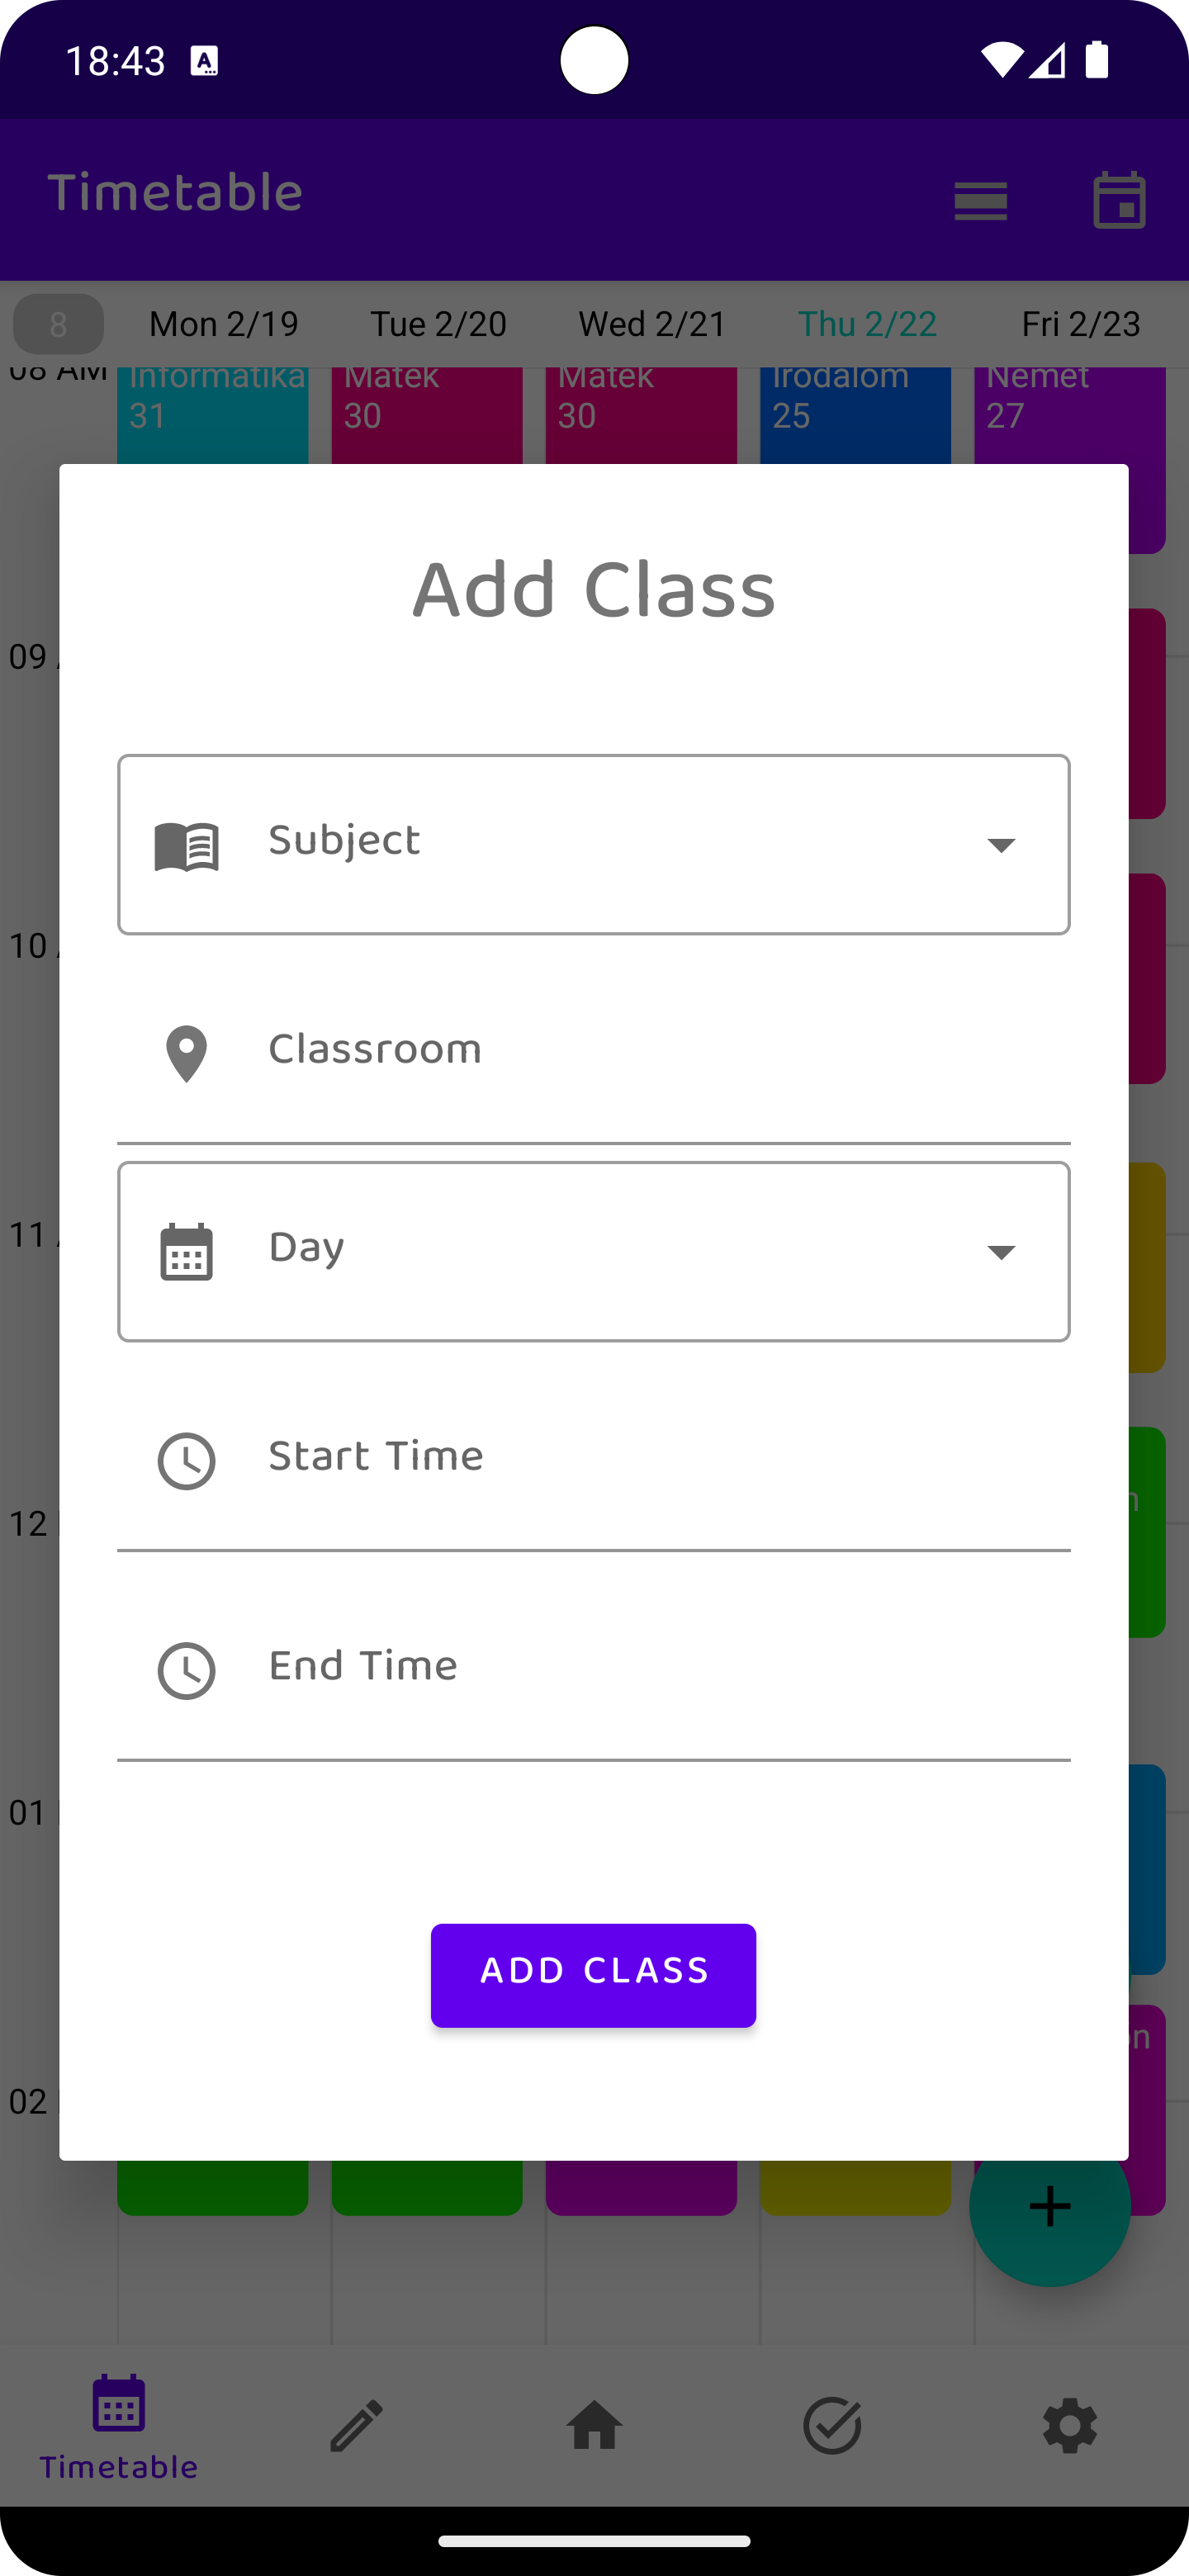 18:43
Timetable
8 Mon 2/19 Tue 2/20 Wed 2/21 Thu 2/22 Fri 2/23
08 AM Informatika Matek Matek Irodalom Német
31 30 30 25 27
Add Class
09
Subject
10
Classroom
11
Day
Start Time
12
End Time
01
ADD CLASS
02
Timetable